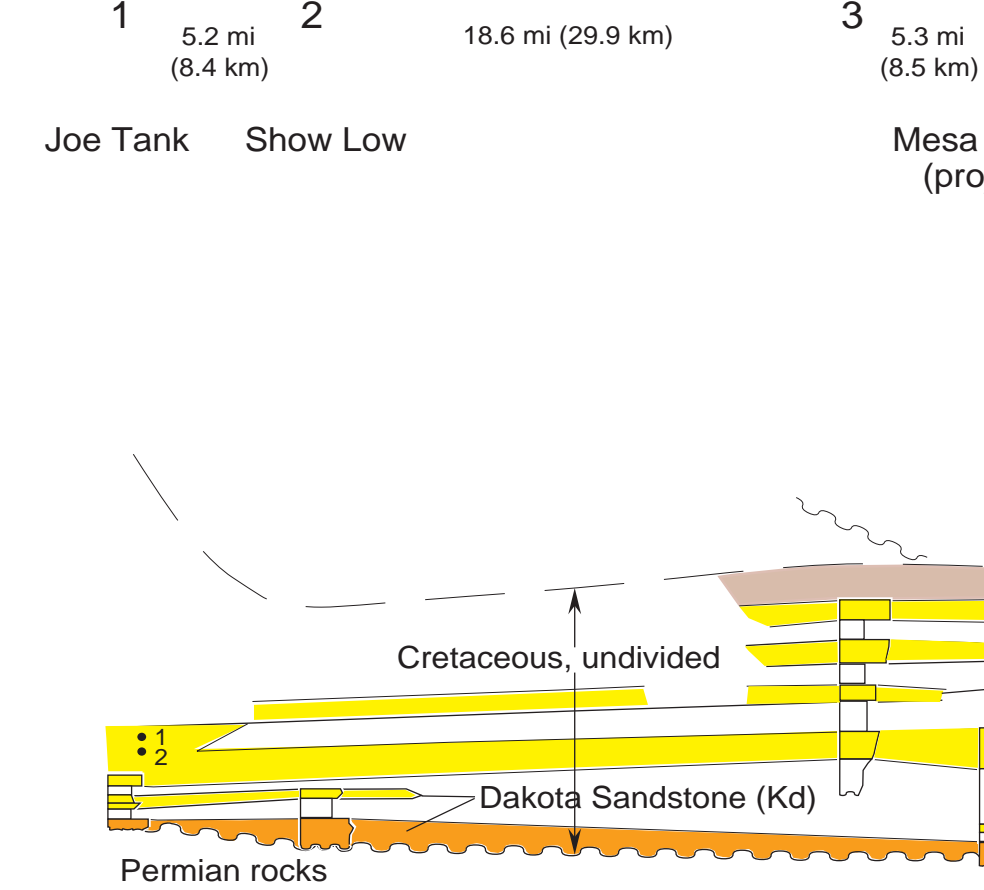 1
2
3
5.2 mi
(8.4 km)
18.6 mi (29.9 km)
5.3 mi
(8.5 km)
Joe Tank
Show Low
Mesa
(pro
Cretaceous, undivided
1
2
Dakota Sandstone (Kd)
Permian rocks